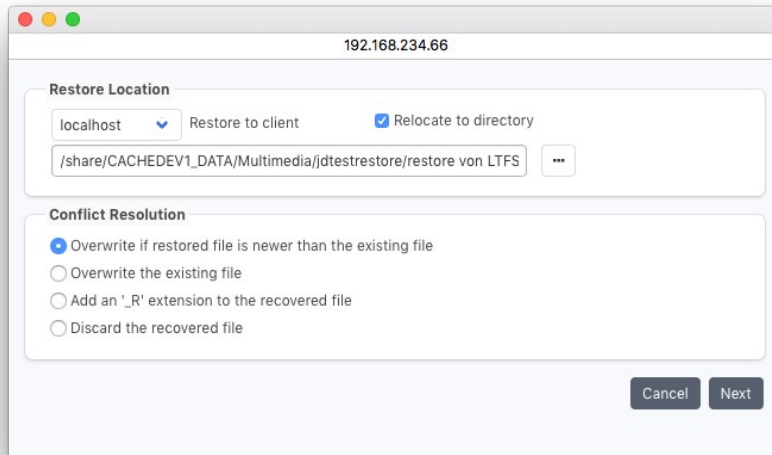 192.168.234.66
Restore Location
localhost Restore to client Relocate to directory
/share/CACHEDEV1_DATA/Multimedia/jdtestrestore/restore von LTFS ...
Conflict Resolution
Overwrite if restored file is newer than the existing file
Overwrite the existing file
Add an '_R' extension to the recovered file
Discard the recovered file
Cancel Next